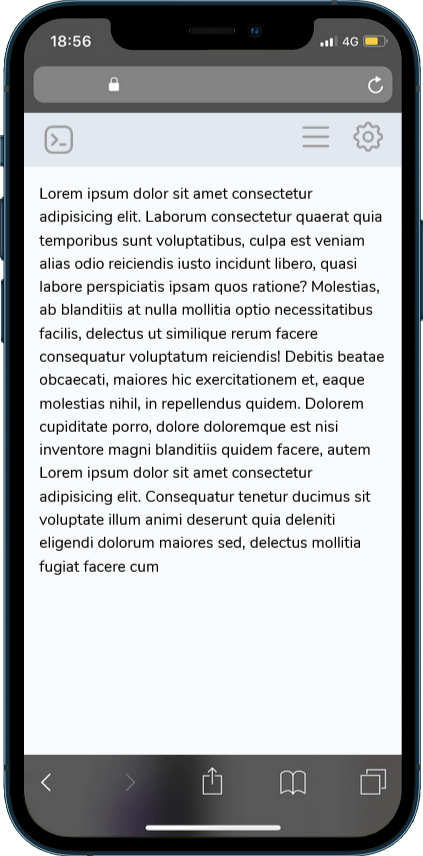 18:56
4G
Lorem ipsum dolor sit amet consectetur
adipisicing elit. Laborum consectetur quaerat quia
temporibus sunt voluptatibus, culpa est veniam
alias odio reiciendis iusto incidunt libero, quasi
labore perspiciatis ipsam quos ratione? Molestias,
ab blanditiis at nulla mollitia optio necessitatibus
facilis, delectus ut similique rerum facere
consequatur voluptatum reiciendis! Debitis beatae
obcaecati, maiores hic exercitationem et, eaque
molestias nihil, in repellendus quidem. Dolorem
cupiditate porro, dolore doloremque est nisi
inventore magni blanditiis quidem facere, autem
Lorem ipsum dolor sit amet consectetur
adipisicing elit. Consequatur tenetur ducimus sit
voluptate illum animi deserunt quia deleniti
eligendi dolorum maiores sed, delectus mollitia
fugiat facere cum